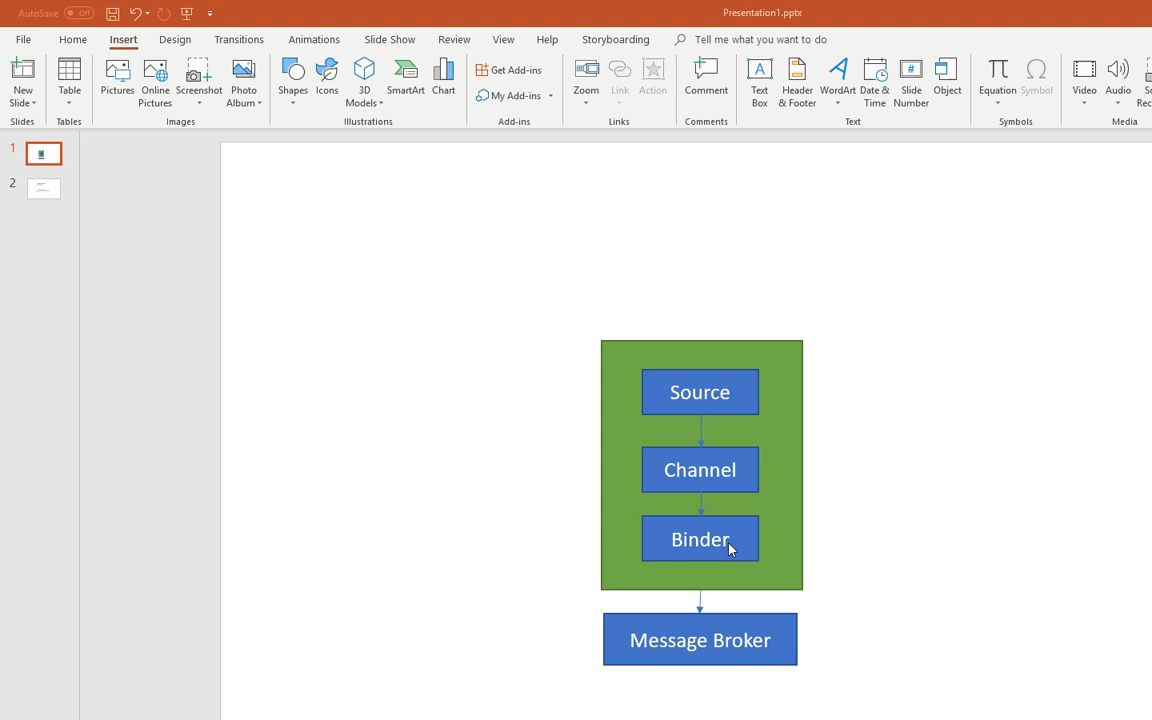 AutoSave Off Presentation1.pptx
File Home Insert Design Transitions Animations Slide Show Review View Help Storyboarding Tell me what you want to do
New Slide
Table
Pictures
Online Pictures
Screenshot
Photo Album
Shapes
Icons
3D Models
SmartArt
Chart
Get Add-ins
My Add-ins
Zoom
Link
Action
Comment
Text Box
Header & Footer
WordArt
Date & Time
Slide Number
Object
Equation
Symbol
Video
Audio
Slides Tables Images Illustrations Add-ins Links Comments Text Symbols Media
1
2
Source
Channel
Binder
Message Broker